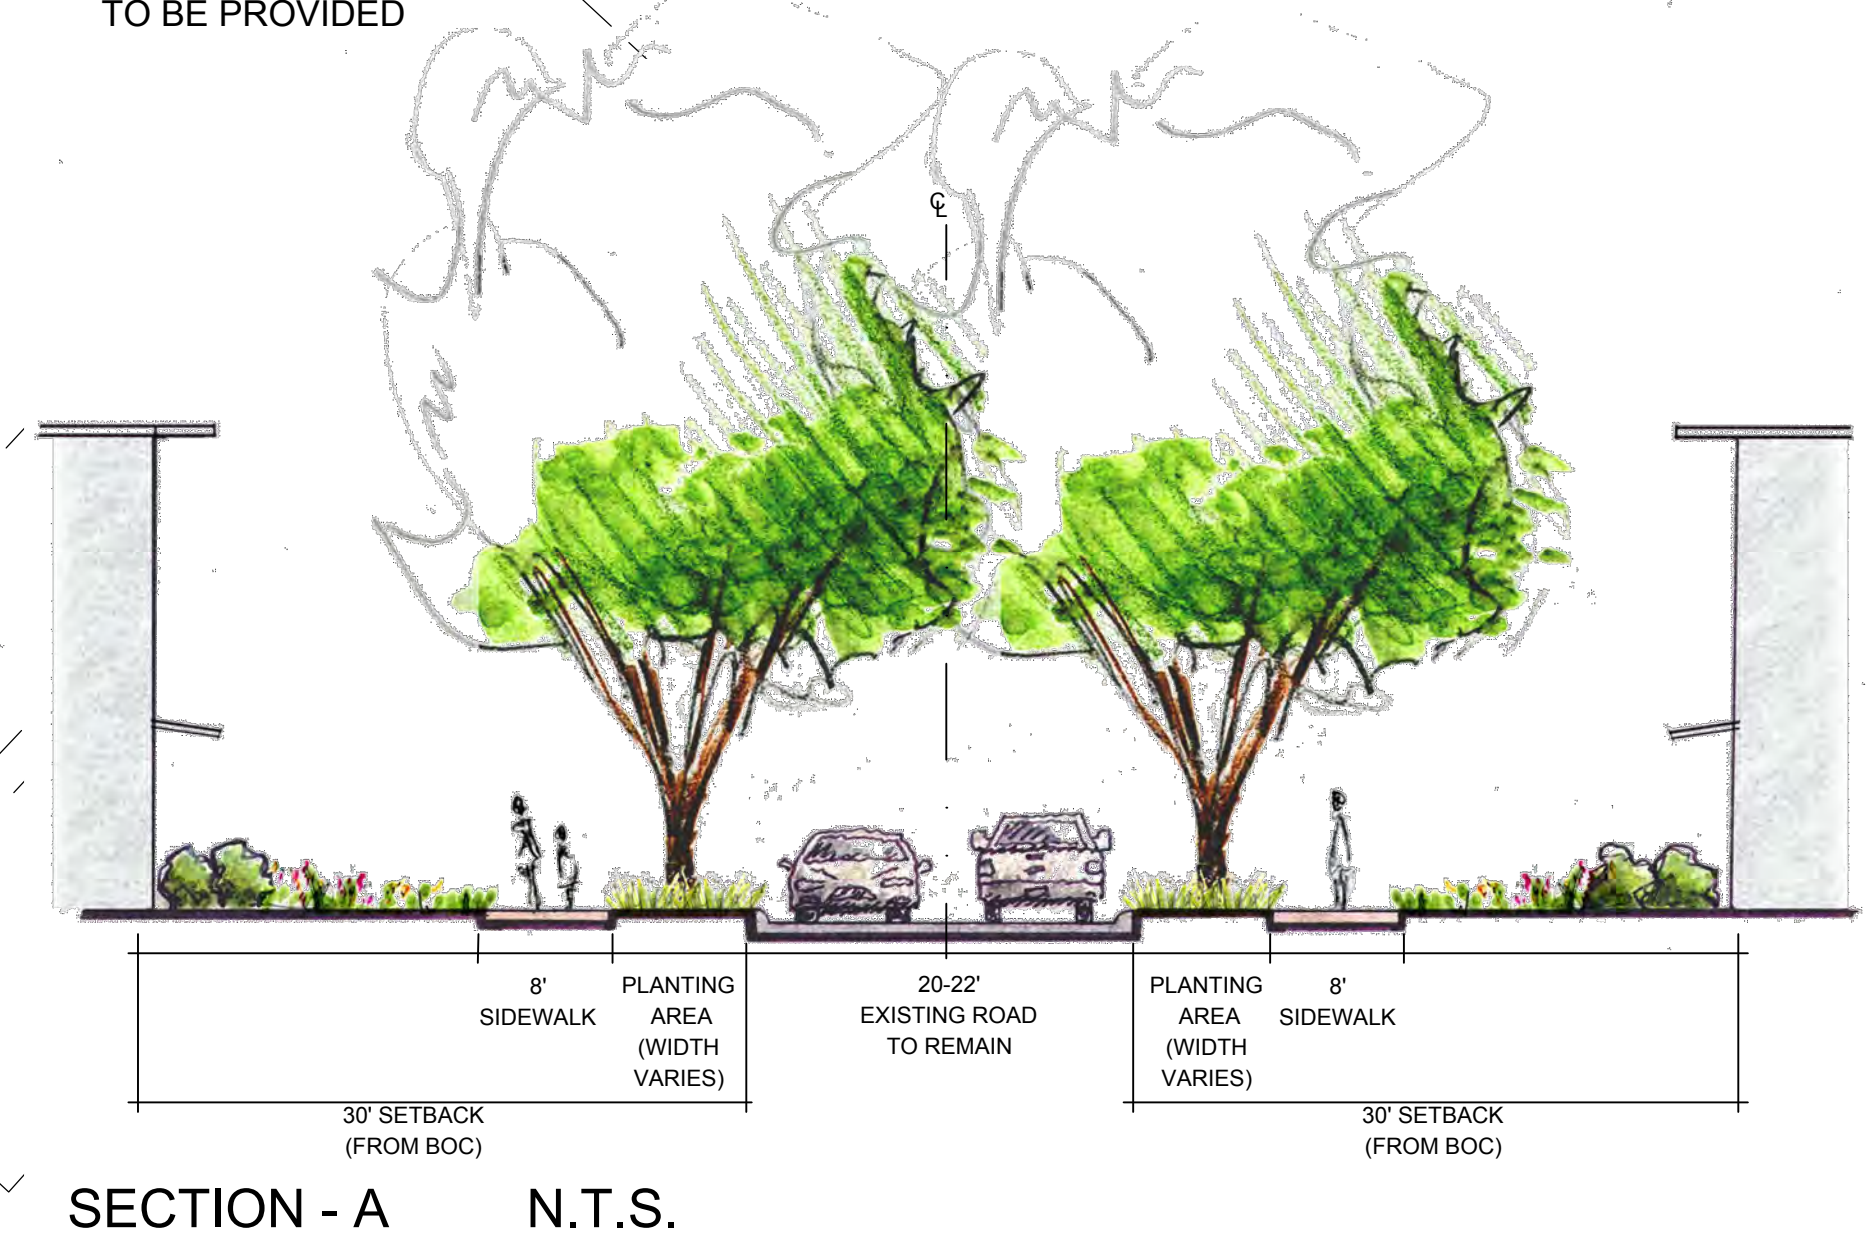 TO BE PROVIDED
℄
8'
SIDEWALK
PLANTING
AREA
(WIDTH
VARIES)
20-22'
EXISTING ROAD
TO REMAIN
PLANTING
AREA
(WIDTH
VARIES)
8'
SIDEWALK
30' SETBACK
(FROM BOC)
30' SETBACK
(FROM BOC)
SECTION - A N.T.S.